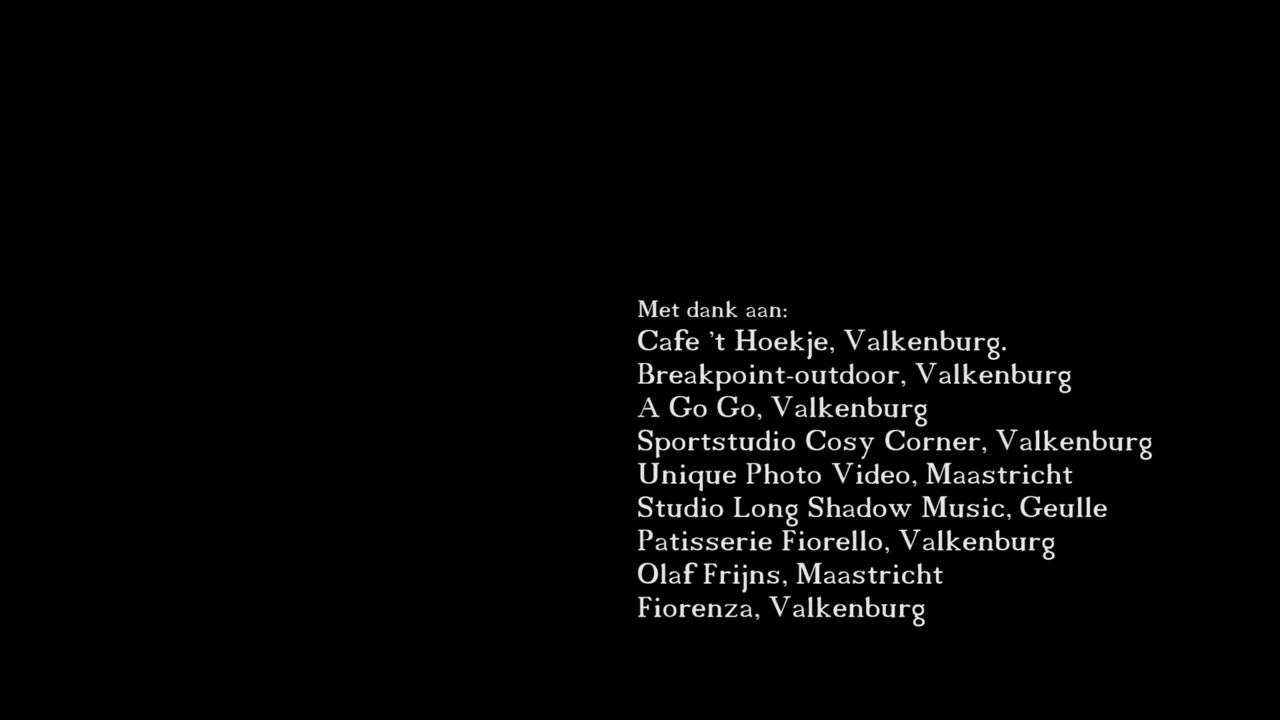 Met dank aan:
Cafe 't Hoekje, Valkenburg.
Breakpoint-outdoor, Valkenburg
A Go Go, Valkenburg
Sportstudio Cosy Corner, Valkenburg
Unique Photo Video, Maastricht
Studio Long Shadow Music, Geulle
Patisserie Fiorello, Valkenburg
Olaf Frijns, Maastricht
Fiorenza, Valkenburg